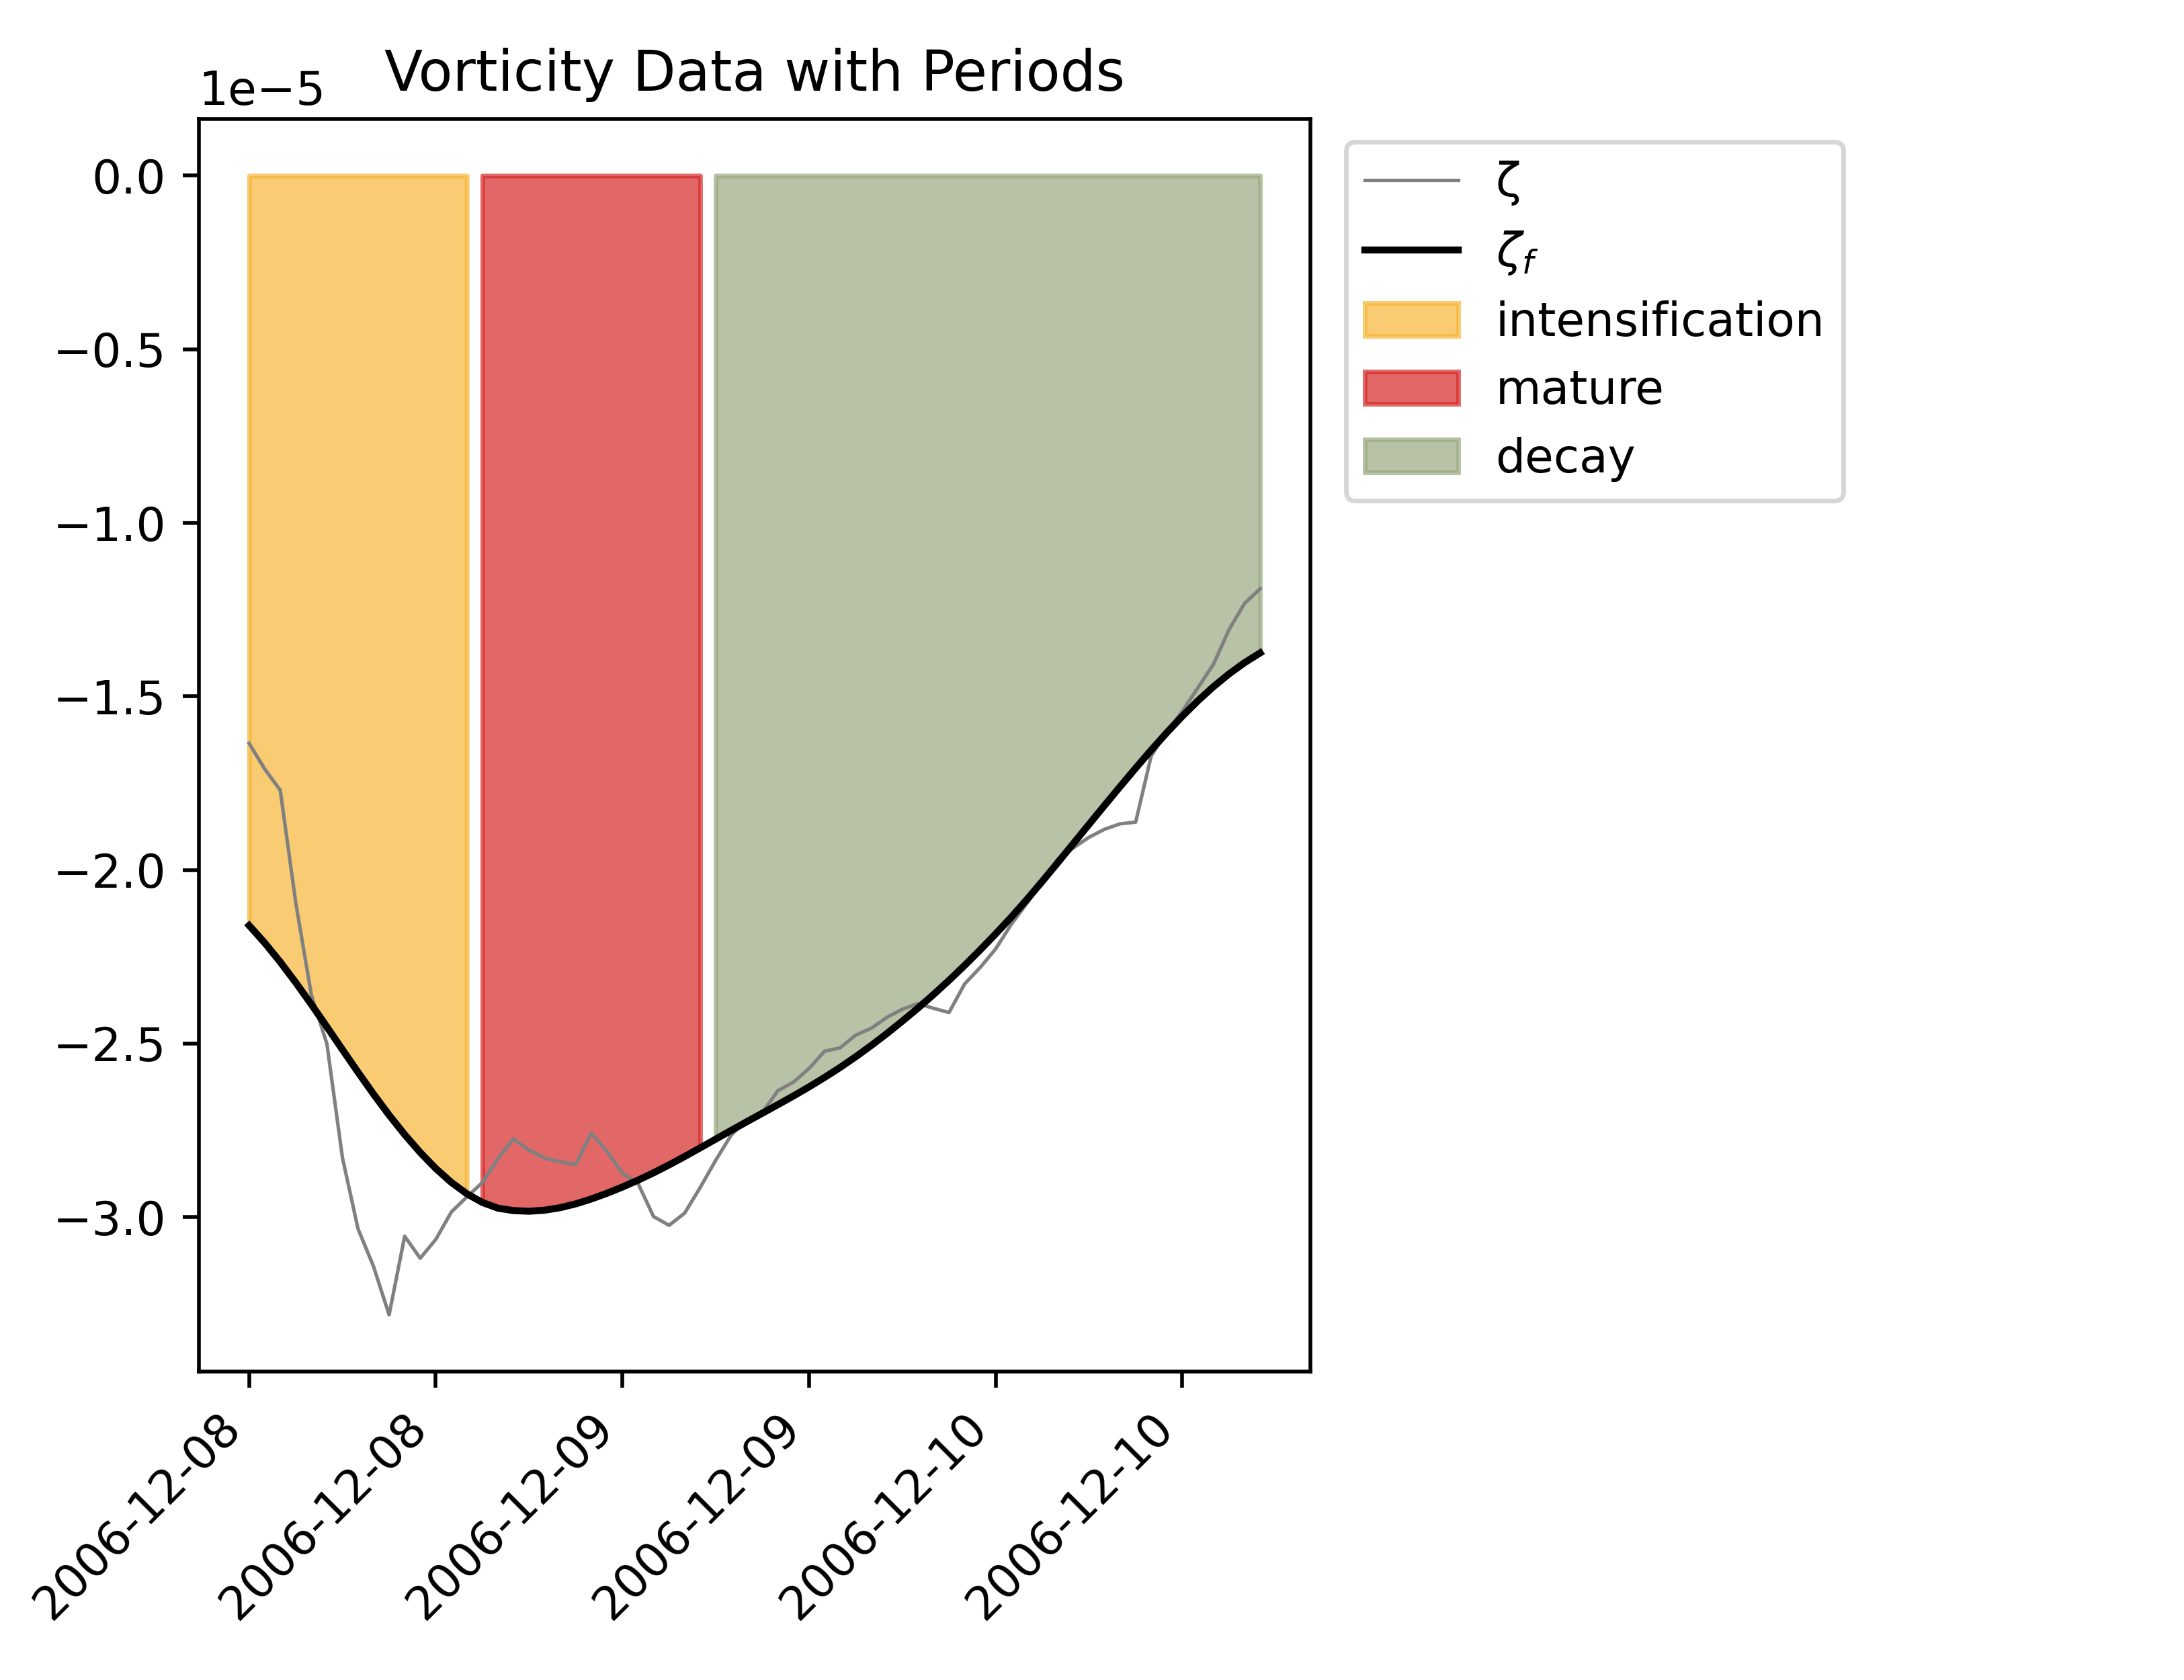 Vorticity Data with Periods
1e−5
0.0
−0.5
−1.0
−1.5
−2.0
−2.5
−3.0
2006-12-08
2006-12-08
2006-12-09
2006-12-09
2006-12-10
2006-12-10
ζ
ζf
intensification
mature
decay